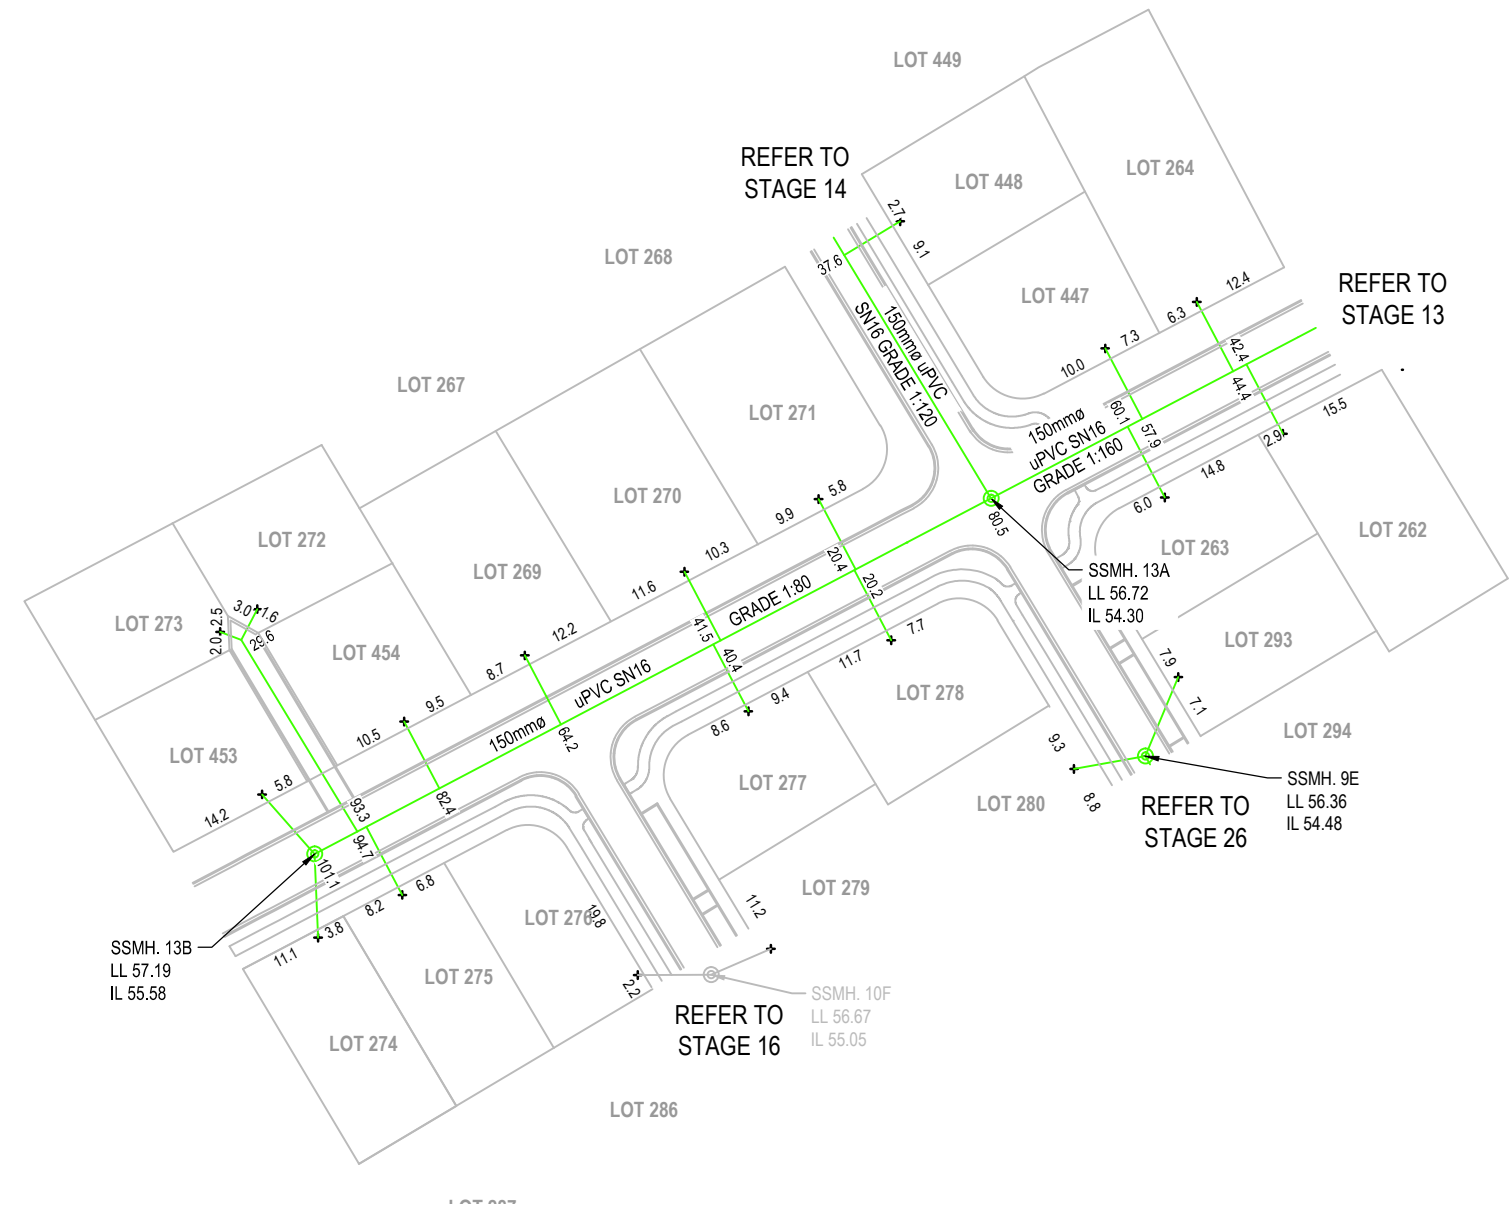 LOT 449
REFER TO
STAGE 14
LOT 448
LOT 264
2.7
9.1
LOT 268
37.6
150mmø uPVC
SN16 GRADE 1:120
LOT 447
12.4
6.3
7.3
10.0
REFER TO
STAGE 13
42.4
44.4
LOT 267
LOT 271
60.1
57.9
150mmø
uPVC SN16
GRADE 1:160
15.5
2.9
14.8
6.0
LOT 270
5.8
9.9
10.3
11.6
80.5
LOT 262
LOT 263
LOT 272
LOT 269
20.4
20.2
SSMH. 13A
LL 56.72
IL 54.30
LOT 273
2.5
2.0
3.0
1.6
29.6
LOT 454
12.2
8.7
9.5
10.5
41.5
40.4
GRADE 1:80
uPVC SN16
150mmø
7.7
11.7
9.4
8.6
LOT 293
7.9
7.1
LOT 278
LOT 453
5.8
14.2
64.2
82.4
93.3
94.7
101.1
LOT 277
9.3
8.8
LOT 280
LOT 294
REFER TO
STAGE 26
SSMH. 9E
LL 56.36
IL 54.48
6.8
8.2
3.8
11.1
LOT 279
11.2
LOT 276
19.8
SSMH. 13B
LL 57.19
IL 55.58
LOT 275
2.2
SSMH. 10F
LL 56.67
IL 55.05
REFER TO
STAGE 16
LOT 274
LOT 286